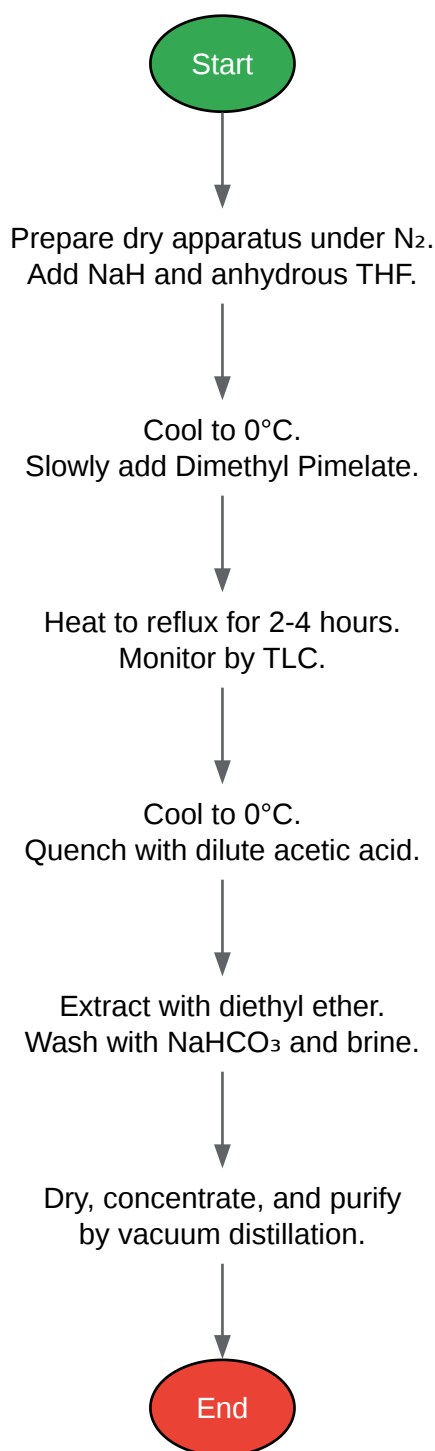 Start
Prepare dry apparatus under N₂.
Add NaH and anhydrous THF.
Cool to 0°C.
Slowly add Dimethyl Pimelate.
Heat to reflux for 2-4 hours.
Monitor by TLC.
Cool to 0°C.
Quench with dilute acetic acid.
Extract with diethyl ether.
Wash with NaHCO₃ and brine.
Dry, concentrate, and purify
by vacuum distillation.
End